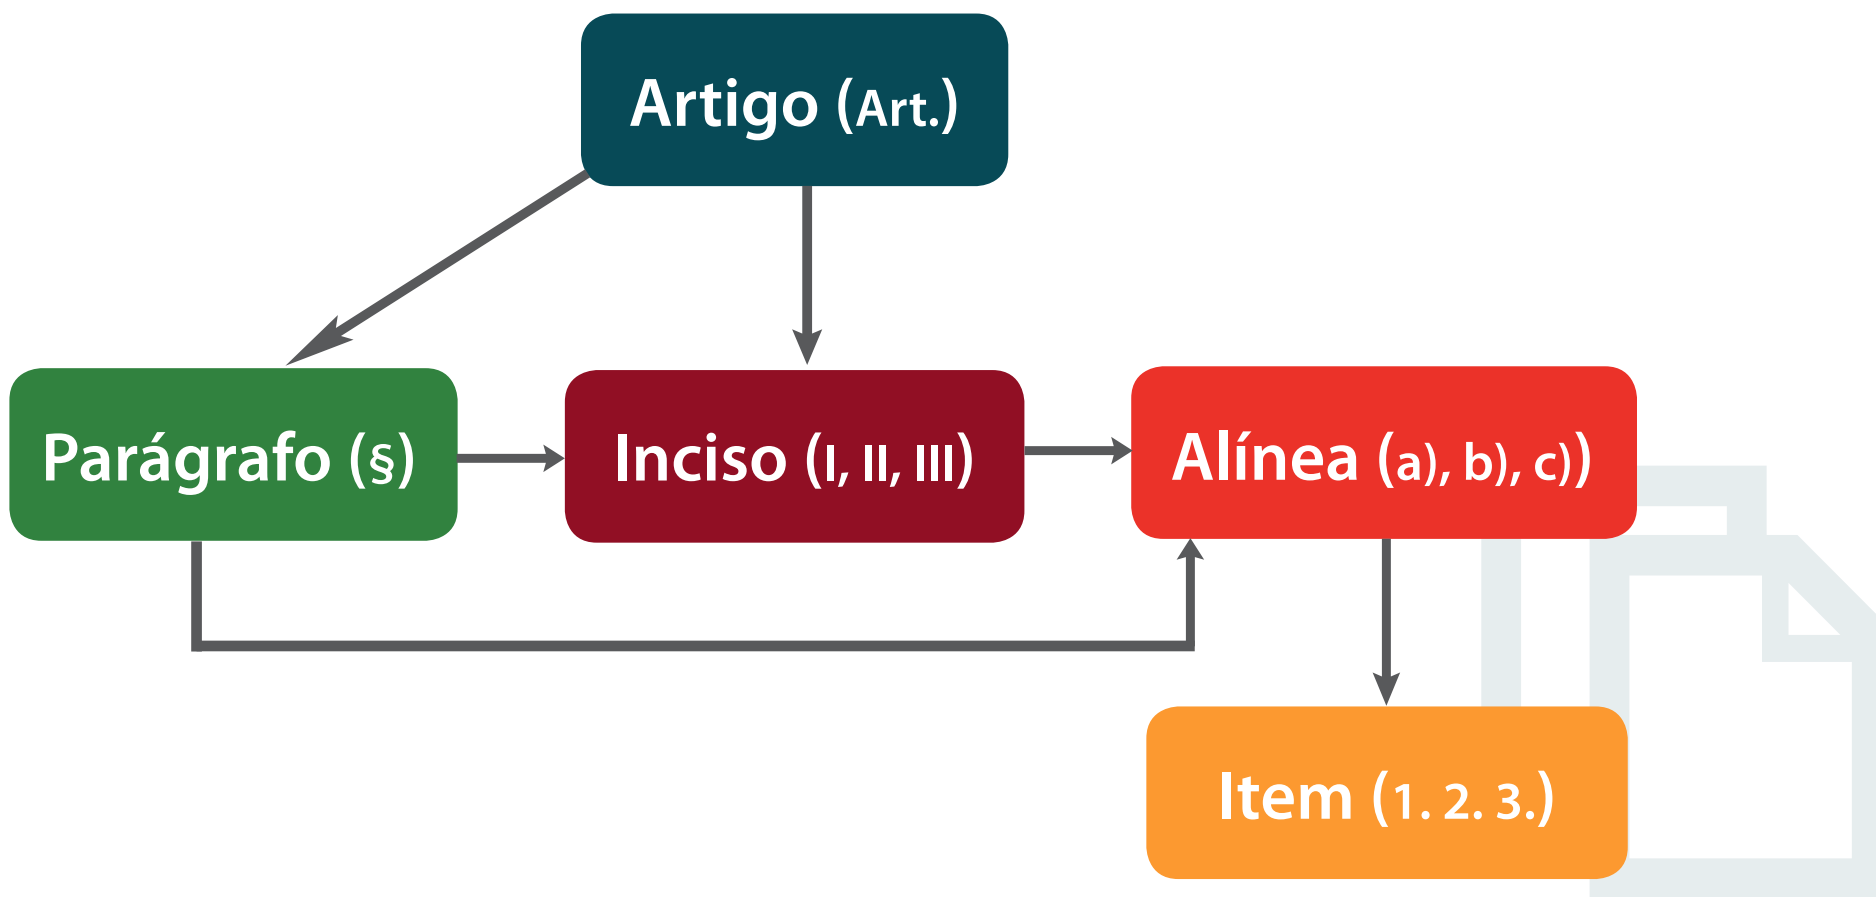 Artigo (Art.)
Parágrafo (§)
Inciso (I, II, III)
Alínea (a), b), c))
Item (1. 2. 3.)